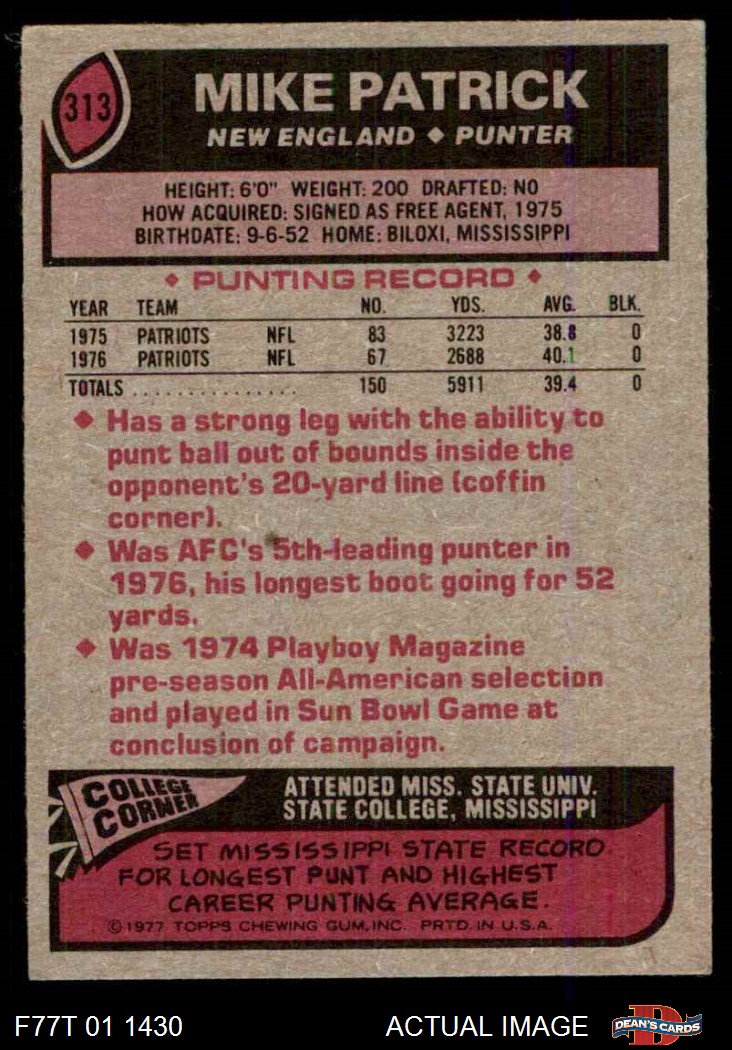 313
MIKE PATRICK
NEW ENGLAND ◆ PUNTER
HEIGHT: 6'0" WEIGHT: 200 DRAFTED: NO
HOW ACQUIRED: SIGNED AS FREE AGENT, 1975
BIRTHDATE: 9-6-52 HOME: BILOXI, MISSISSIPPI
◆ PUNTING RECORD ◆
YEAR TEAM NO. YDS. AVG. BLK.
1975 PATRIOTS NFL 83 3223 38.8 0
1976 PATRIOTS NFL 67 2688 40.1 0
TOTALS ................ 150 5911 39.4 0
◆ Has a strong leg with the ability to
punt ball out of bounds inside the
opponent's 20-yard line (coffin
corner).
◆ Was AFC's 5th-leading punter in
1976, his longest boot going for 52
yards.
◆ Was 1974 Playboy Magazine
pre-season All-American selection
and played in Sun Bowl Game at
conclusion of campaign.
COLLEGE
CORNER
ATTENDED MISS. STATE UNIV.
STATE COLLEGE, MISSISSIPPI
SET MISSISSIPPI STATE RECORD
FOR LONGEST PUNT AND HIGHEST
CAREER PUNTING AVERAGE.
©1977 TOPPS CHEWING GUM, INC. PRTD. IN U.S.A.
F77T 01 1430 ACTUAL IMAGE D DEAN'S CARDS